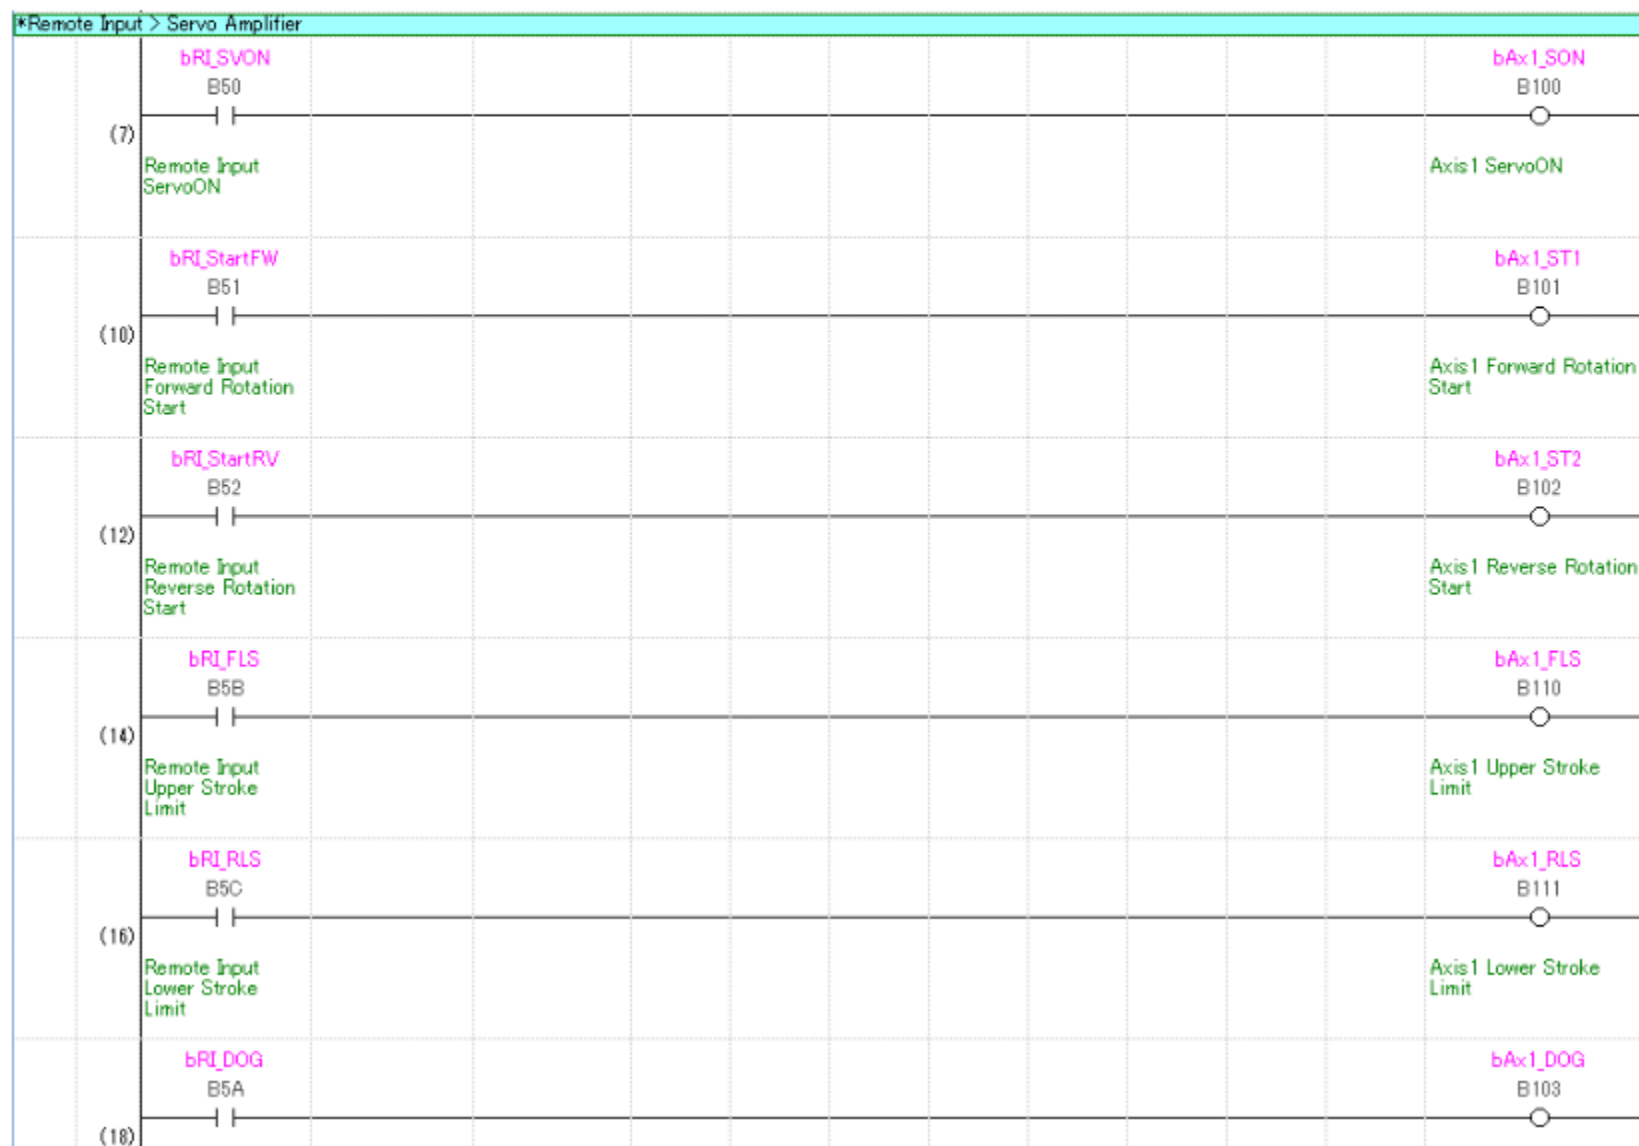 *Remote Input > Servo Amplifier
bRI_SVON
bAx1_SON
B50
B100
(7)
Remote Input
ServoON
Axis1 ServoON
bRI_StartFW
bAx1_ST1
B51
B101
(10)
Remote Input
Forward Rotation
Start
Axis1 Forward Rotation
Start
bRI_StartRV
bAx1_ST2
B52
B102
(12)
Remote Input
Reverse Rotation
Start
Axis1 Reverse Rotation
Start
bRI_FLS
bAx1_FLS
B5B
B110
(14)
Remote Input
Upper Stroke
Limit
Axis1 Upper Stroke
Limit
bRI_RLS
bAx1_RLS
B5C
B111
(16)
Remote Input
Lower Stroke
Limit
Axis1 Lower Stroke
Limit
bRI_DOG
bAx1_DOG
B5A
B103
(18)